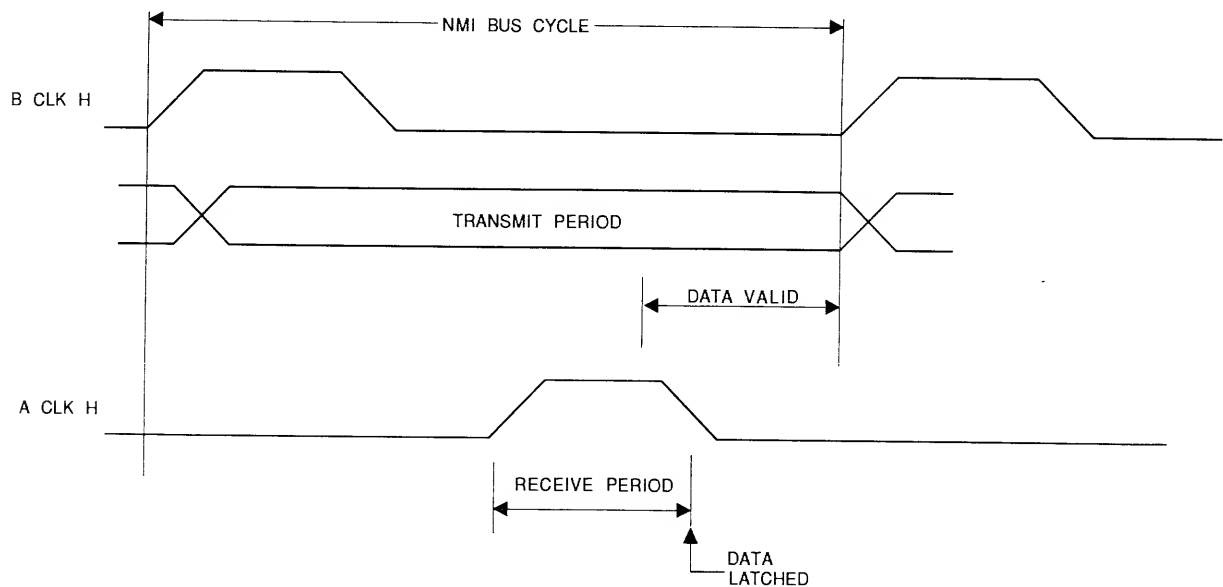 NMI BUS CYCLE
B CLK H
TRANSMIT PERIOD
DATA VALID
A CLK H
RECEIVE PERIOD
DATA
LATCHED